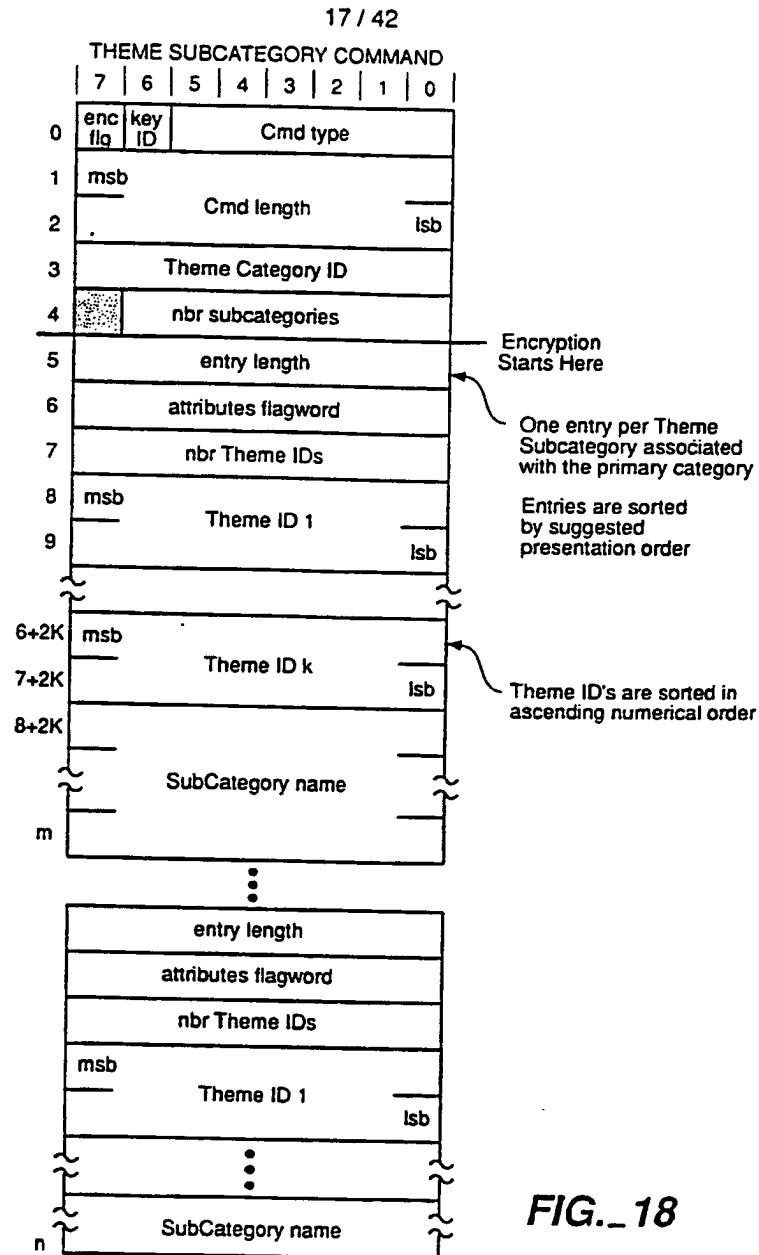 17 / 42
THEME SUBCATEGORY COMMAND
7 | 6 | 5 | 4 | 3 | 2 | 1 | 0
0 enc flg key ID Cmd type
1 msb
Cmd length
2 lsb
3 Theme Category ID
4 nbr subcategories
Encryption
Starts Here
5 entry length
6 attributes flagword
One entry per Theme
Subcategory associated
with the primary category
7 nbr Theme IDs
Entries are sorted
by suggested
presentation order
8 msb
Theme ID 1
9 lsb
6+2K msb
Theme ID k
7+2K lsb
Theme ID's are sorted in
ascending numerical order
8+2K
SubCategory name
m
entry length
attributes flagword
nbr Theme IDs
msb
Theme ID 1
lsb
SubCategory name
n
FIG._18